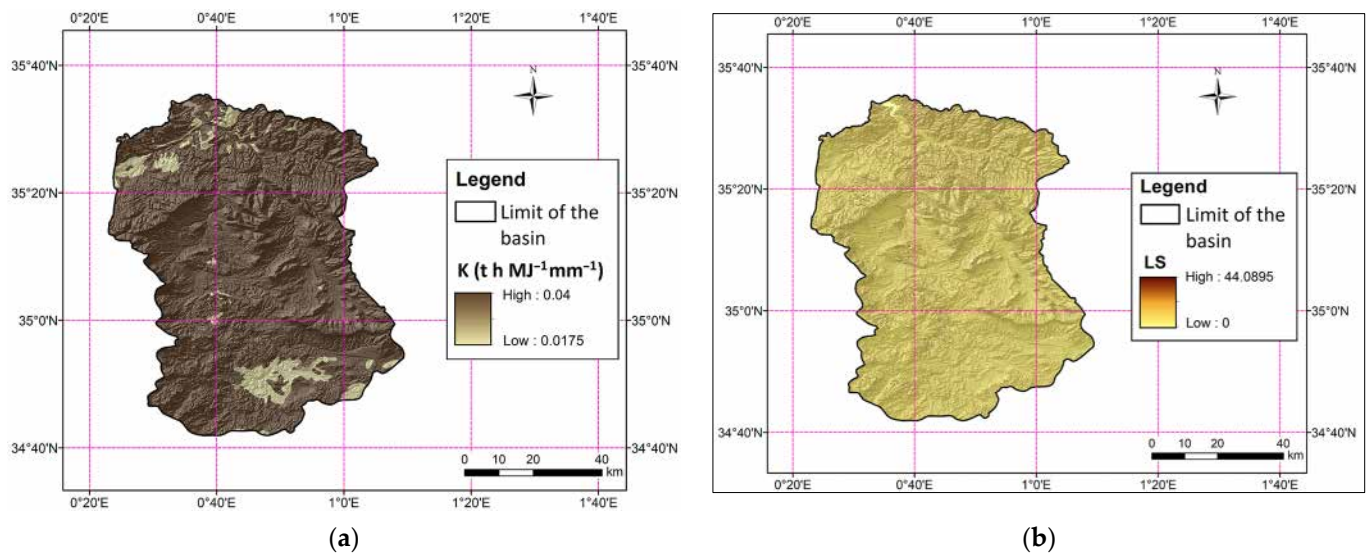 0°20'E 0°40'E 1°0'E 1°20'E 1°40'E
35°40'N 35°40'N
N
35°20'N 35°20'N
35°0'N 35°0'N
34°40'N 34°40'N
Legend
Limit of the
basin
K (t h MJ⁻¹mm⁻¹)
High : 0.04
Low : 0.0175
0 10 20 40
km
0°20'E 0°40'E 1°0'E 1°20'E 1°40'E
(a)
0°20'E 0°40'E 1°0'E 1°20'E 1°40'E
35°40'N 35°40'N
N
35°20'N 35°20'N
35°0'N 35°0'N
34°40'N 34°40'N
Legend
Limit of the
basin
LS
High : 44.0895
Low : 0
0 10 20 40
km
0°20'E 0°40'E 1°0'E 1°20'E 1°40'E
(b)